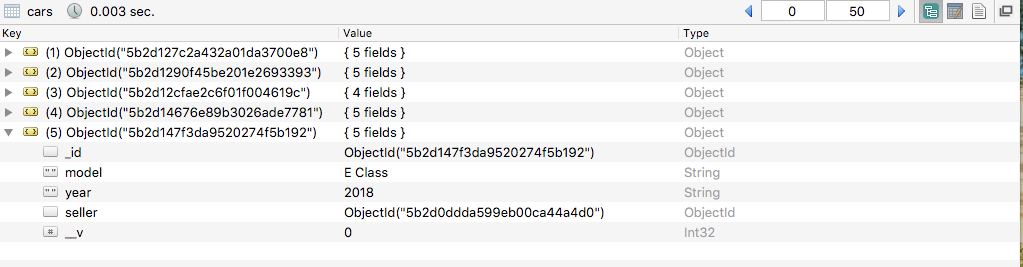 cars 0.003 sec. 0 50
Key Value Type
(1) ObjectId("5b2d127c2a432a01da3700e8") { 5 fields } Object
(2) ObjectId("5b2d1290f45be201e2693393") { 5 fields } Object
(3) ObjectId("5b2d12cfae2c6f01f004619c") { 4 fields } Object
(4) ObjectId("5b2d14676e89b3026ade7781") { 5 fields } Object
(5) ObjectId("5b2d147f3da9520274f5b192") { 5 fields } Object
_id ObjectId("5b2d147f3da9520274f5b192") ObjectId
" " model E Class String
" " year 2018 String
seller ObjectId("5b2d0ddda599eb00ca44a4d0") ObjectId
# __v 0 Int32